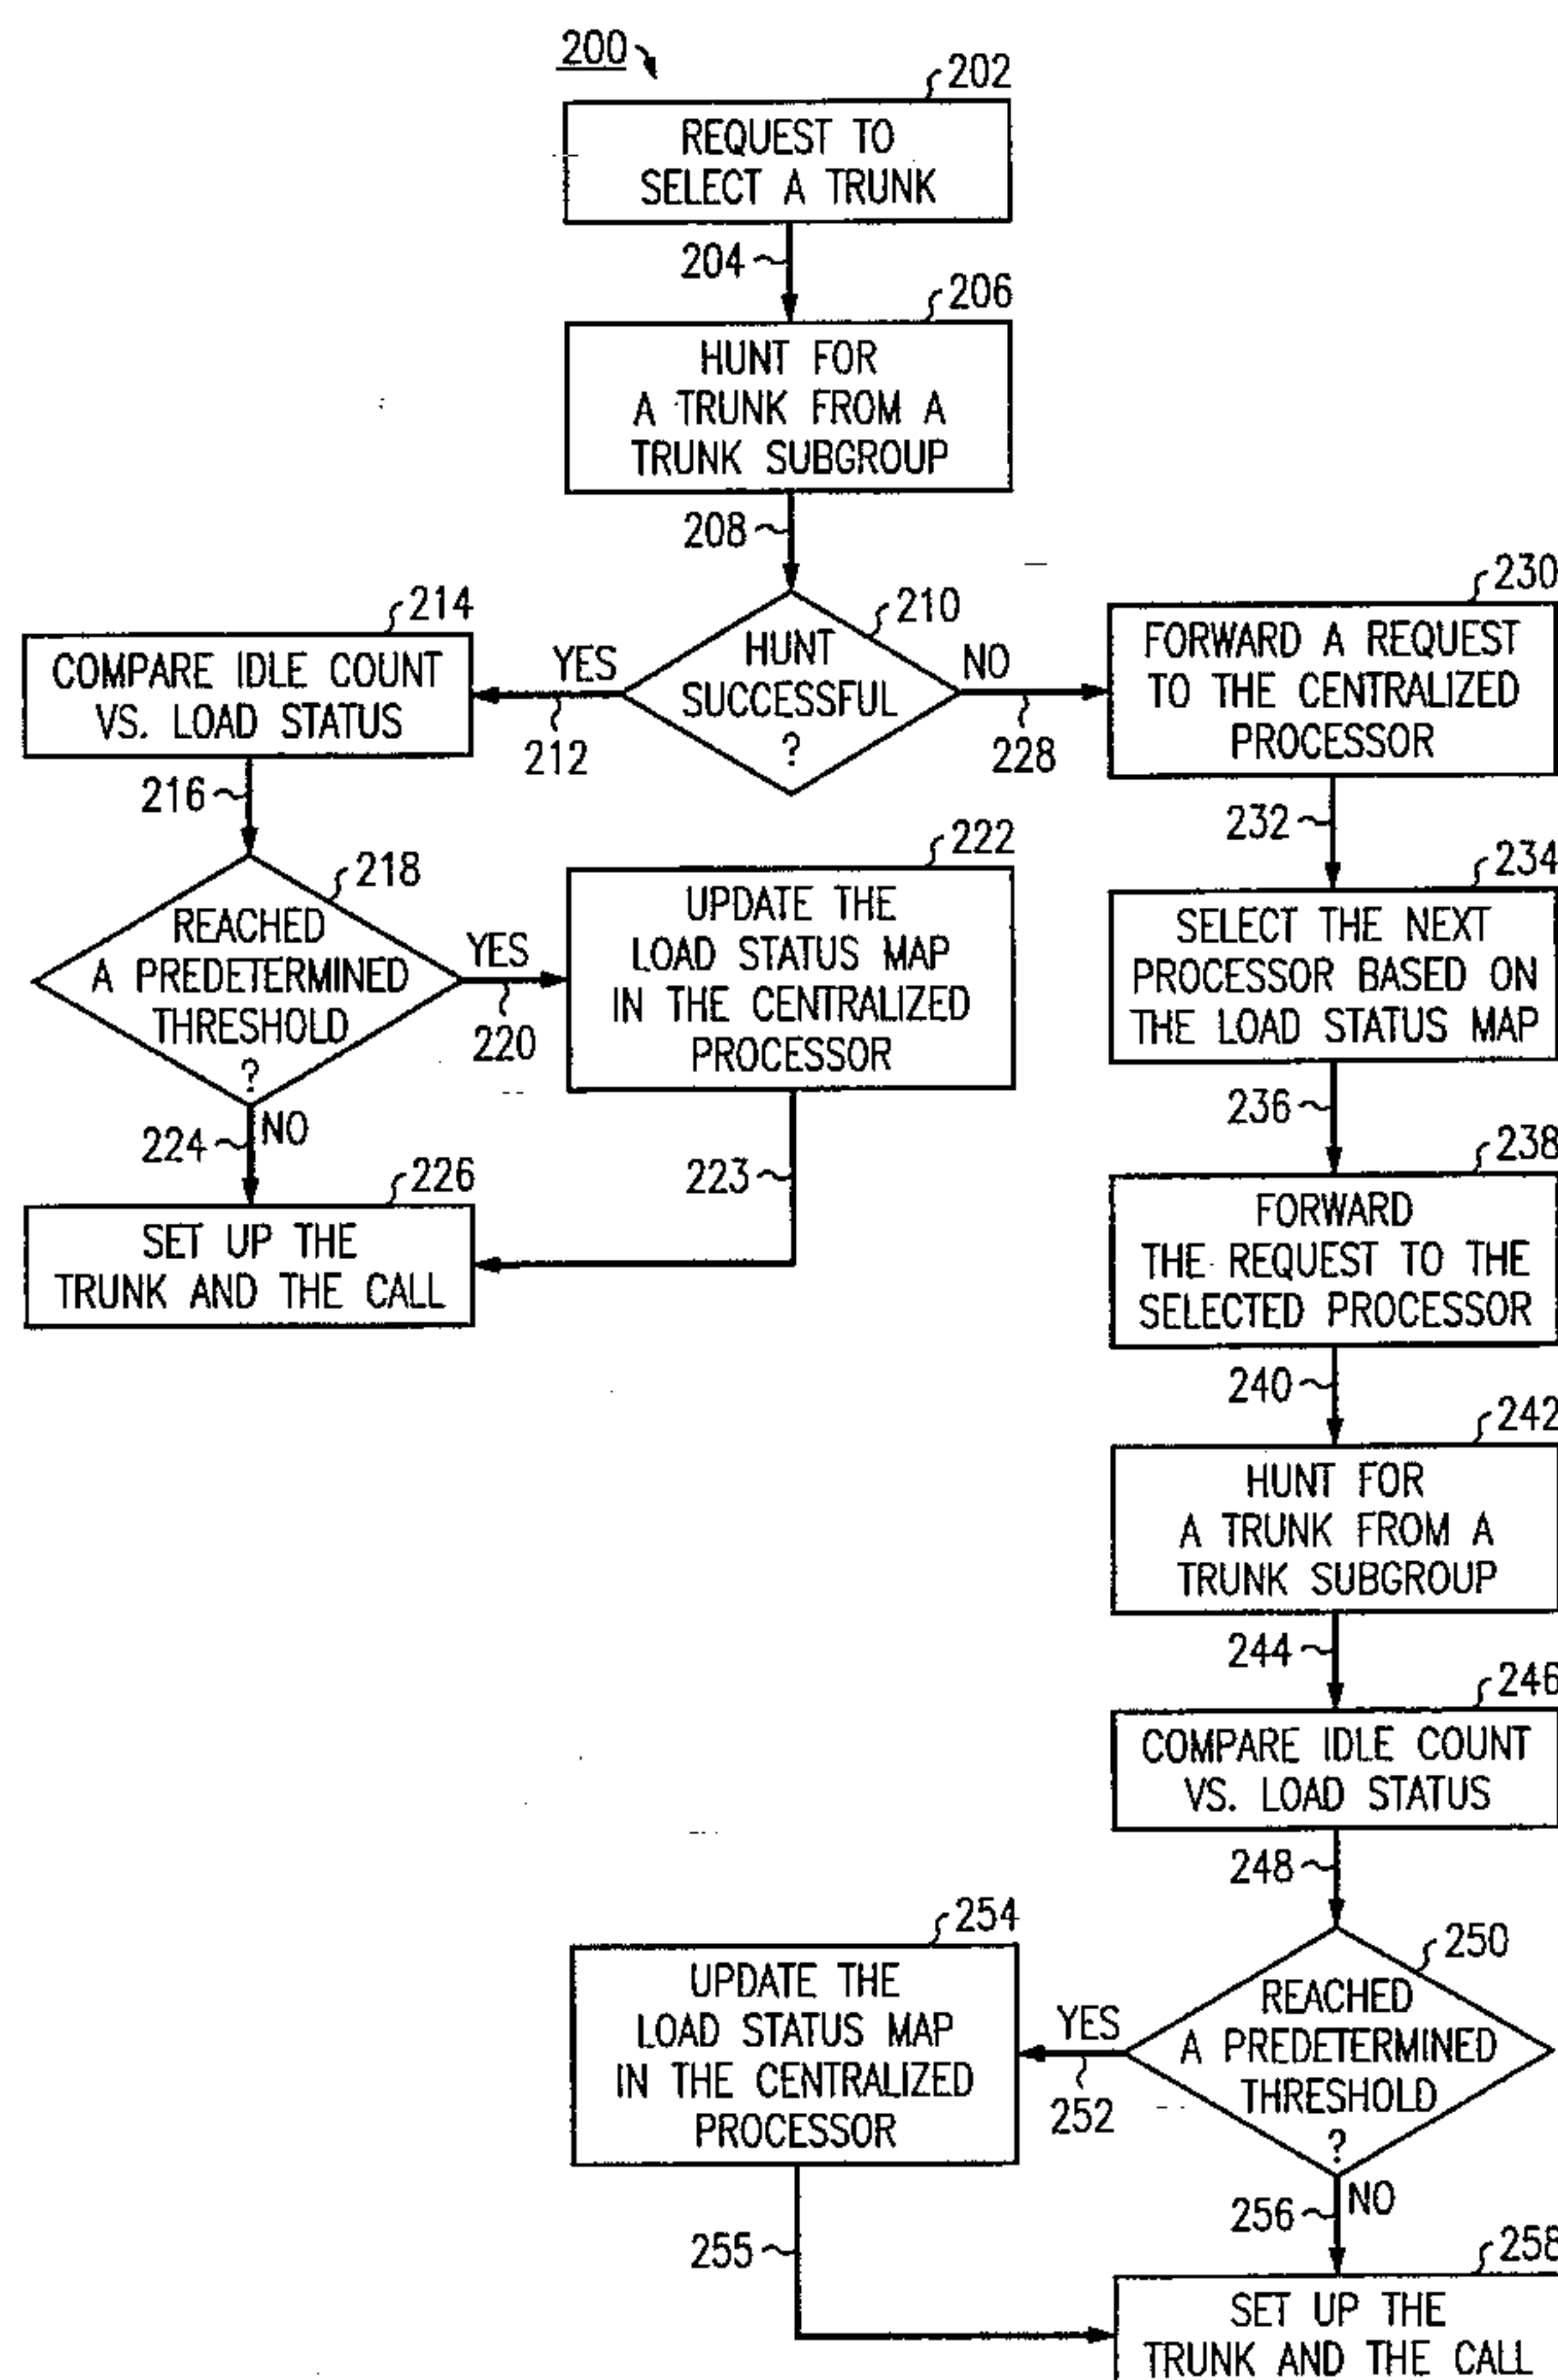 200
202
REQUEST TO
SELECT A TRUNK
204
206
HUNT FOR
A TRUNK FROM A
TRUNK SUBGROUP
208
210
HUNT
SUCCESSFUL
?
YES
212
NO
228
214
COMPARE IDLE COUNT
VS. LOAD STATUS
216
218
REACHED
A PREDETERMINED
THRESHOLD
?
YES
220
222
UPDATE THE
LOAD STATUS MAP
IN THE CENTRALIZED
PROCESSOR
223
224
NO
226
SET UP THE
TRUNK AND THE CALL
230
FORWARD A REQUEST
TO THE CENTRALIZED
PROCESSOR
232
234
SELECT THE NEXT
PROCESSOR BASED ON
THE LOAD STATUS MAP
236
238
FORWARD
THE REQUEST TO THE
SELECTED PROCESSOR
240
242
HUNT FOR
A TRUNK FROM A
TRUNK SUBGROUP
244
246
COMPARE IDLE COUNT
VS. LOAD STATUS
248
250
REACHED
A PREDETERMINED
THRESHOLD
?
YES
252
254
UPDATE THE
LOAD STATUS MAP
IN THE CENTRALIZED
PROCESSOR
255
256
NO
258
SET UP THE
TRUNK AND THE CALL